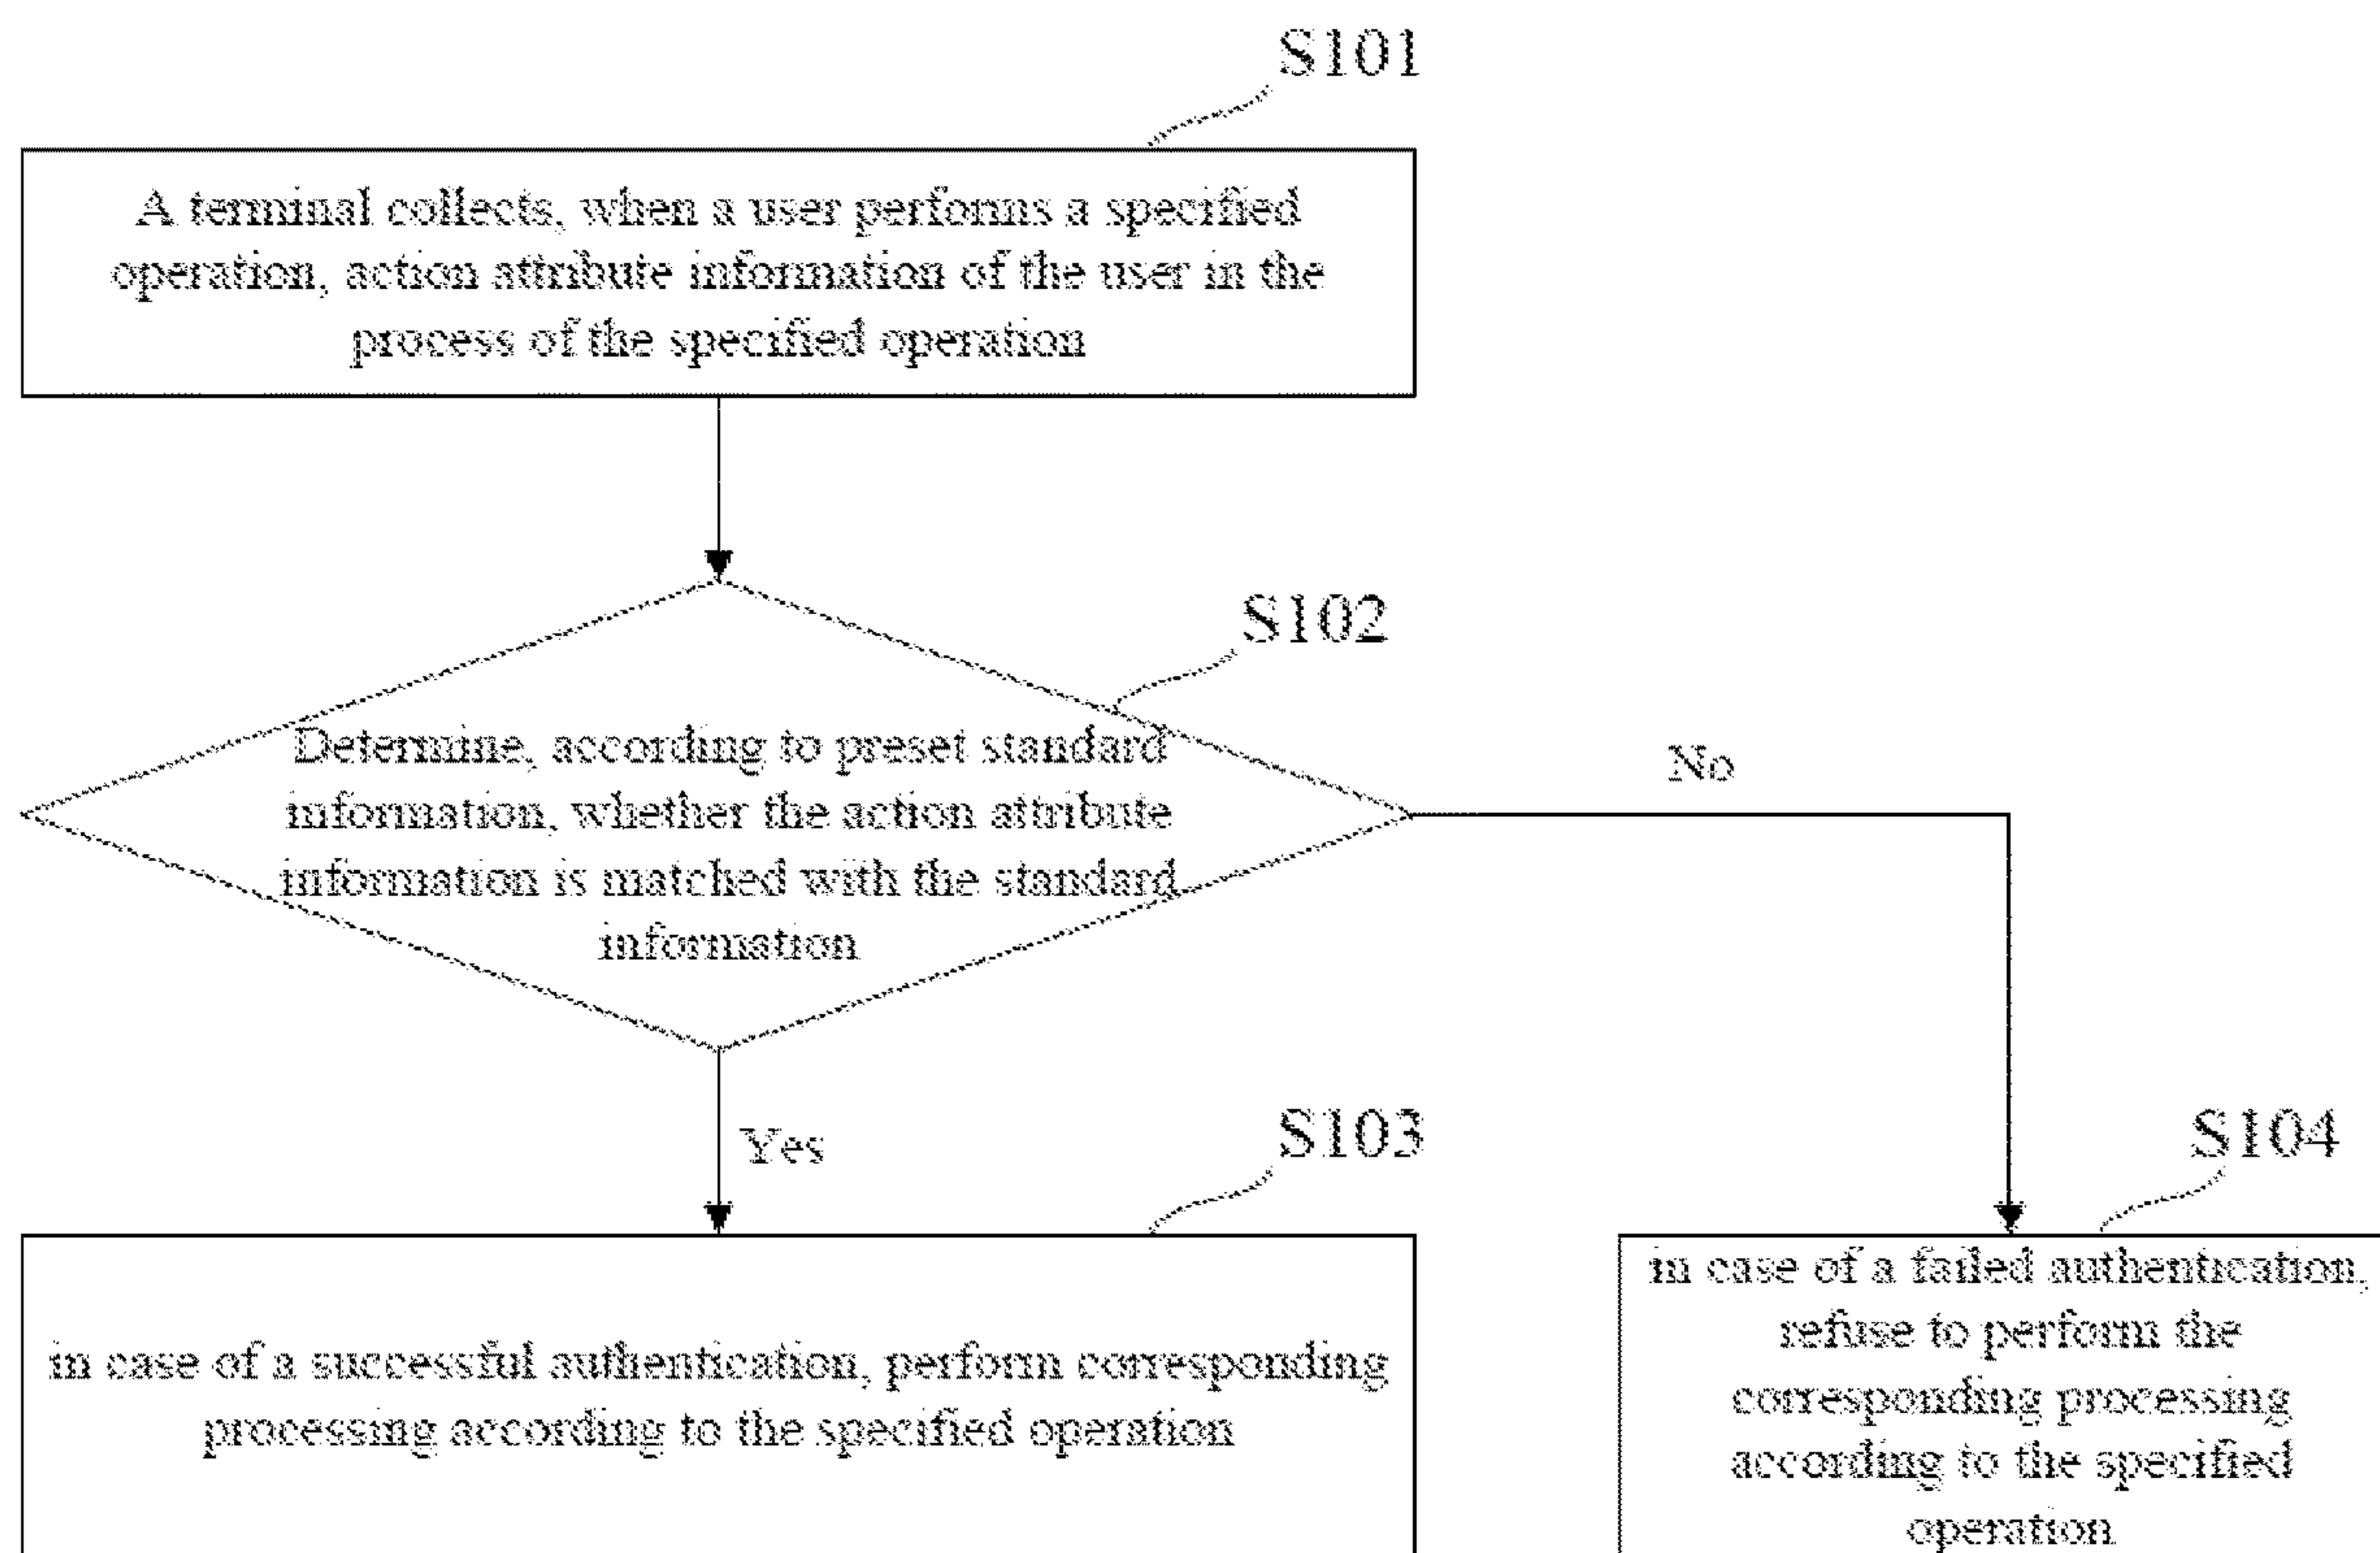 S101
A terminal collects, when a user performs a specified
operation, action attribute information of the user in the
process of the specified operation
S102
Determine, according to preset standard
information, whether the action attribute
information is matched with the standard
information
No
Yes
S103
in case of a successful authentication, perform corresponding
processing according to the specified operation
S104
in case of a failed authentication,
refuse to perform the
corresponding processing
according to the specified
operation